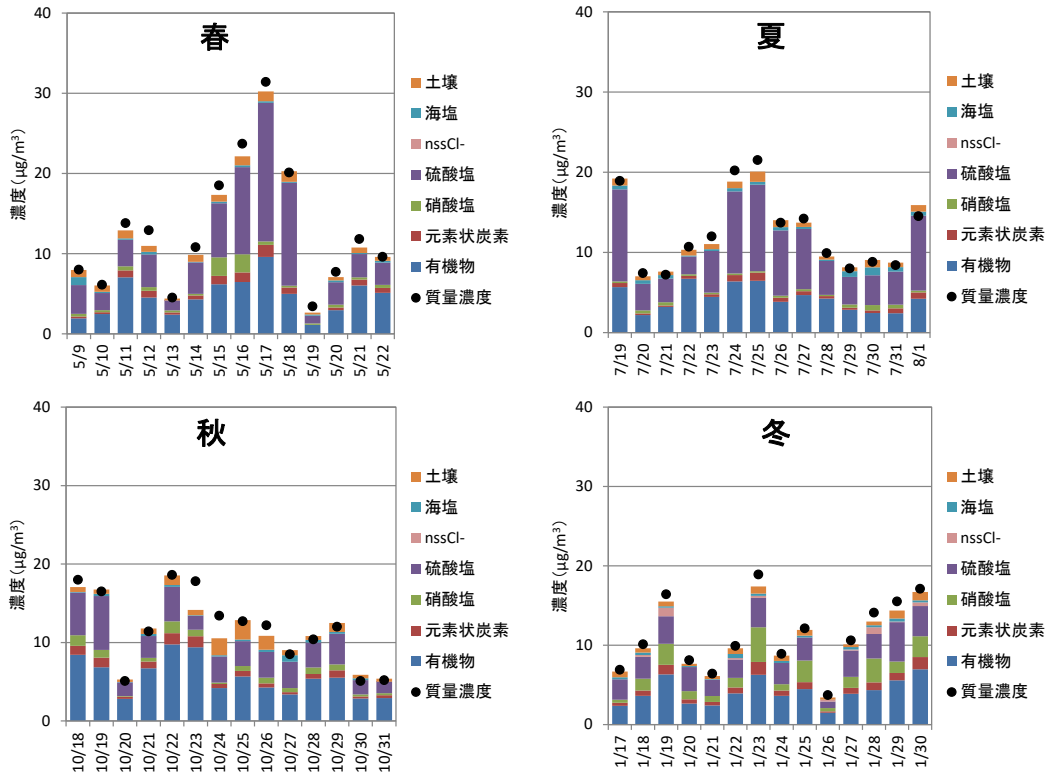 春
濃度(μg/m³)
40
30
20
10
0
5/9
5/10
5/11
5/12
5/13
5/14
5/15
5/16
5/17
5/18
5/19
5/20
5/21
5/22
土壌
海塩
nssCl-
硫酸塩
硝酸塩
元素状炭素
有機物
質量濃度
夏
濃度(μg/m³)
40
30
20
10
0
7/19
7/20
7/21
7/22
7/23
7/24
7/25
7/26
7/27
7/28
7/29
7/30
7/31
8/1
土壌
海塩
nssCl-
硫酸塩
硝酸塩
元素状炭素
有機物
質量濃度
秋
濃度(μg/m³)
40
30
20
10
0
10/18
10/19
10/20
10/21
10/22
10/23
10/24
10/25
10/26
10/27
10/28
10/29
10/30
10/31
土壌
海塩
nssCl-
硫酸塩
硝酸塩
元素状炭素
有機物
質量濃度
冬
濃度(μg/m³)
40
30
20
10
0
1/17
1/18
1/19
1/20
1/21
1/22
1/23
1/24
1/25
1/26
1/27
1/28
1/29
1/30
土壌
海塩
nssCl-
硫酸塩
硝酸塩
元素状炭素
有機物
質量濃度